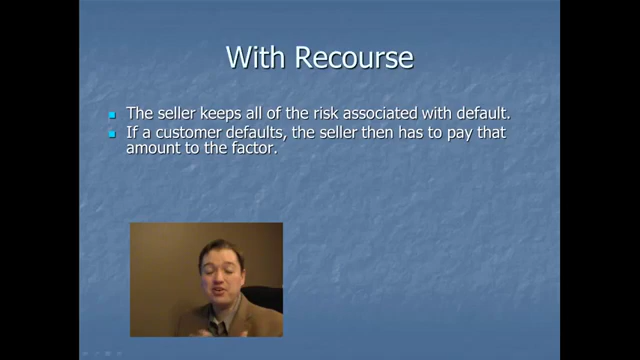 With Recourse
The seller keeps all of the risk associated with default.
If a customer defaults, the seller then has to pay that
amount to the factor.